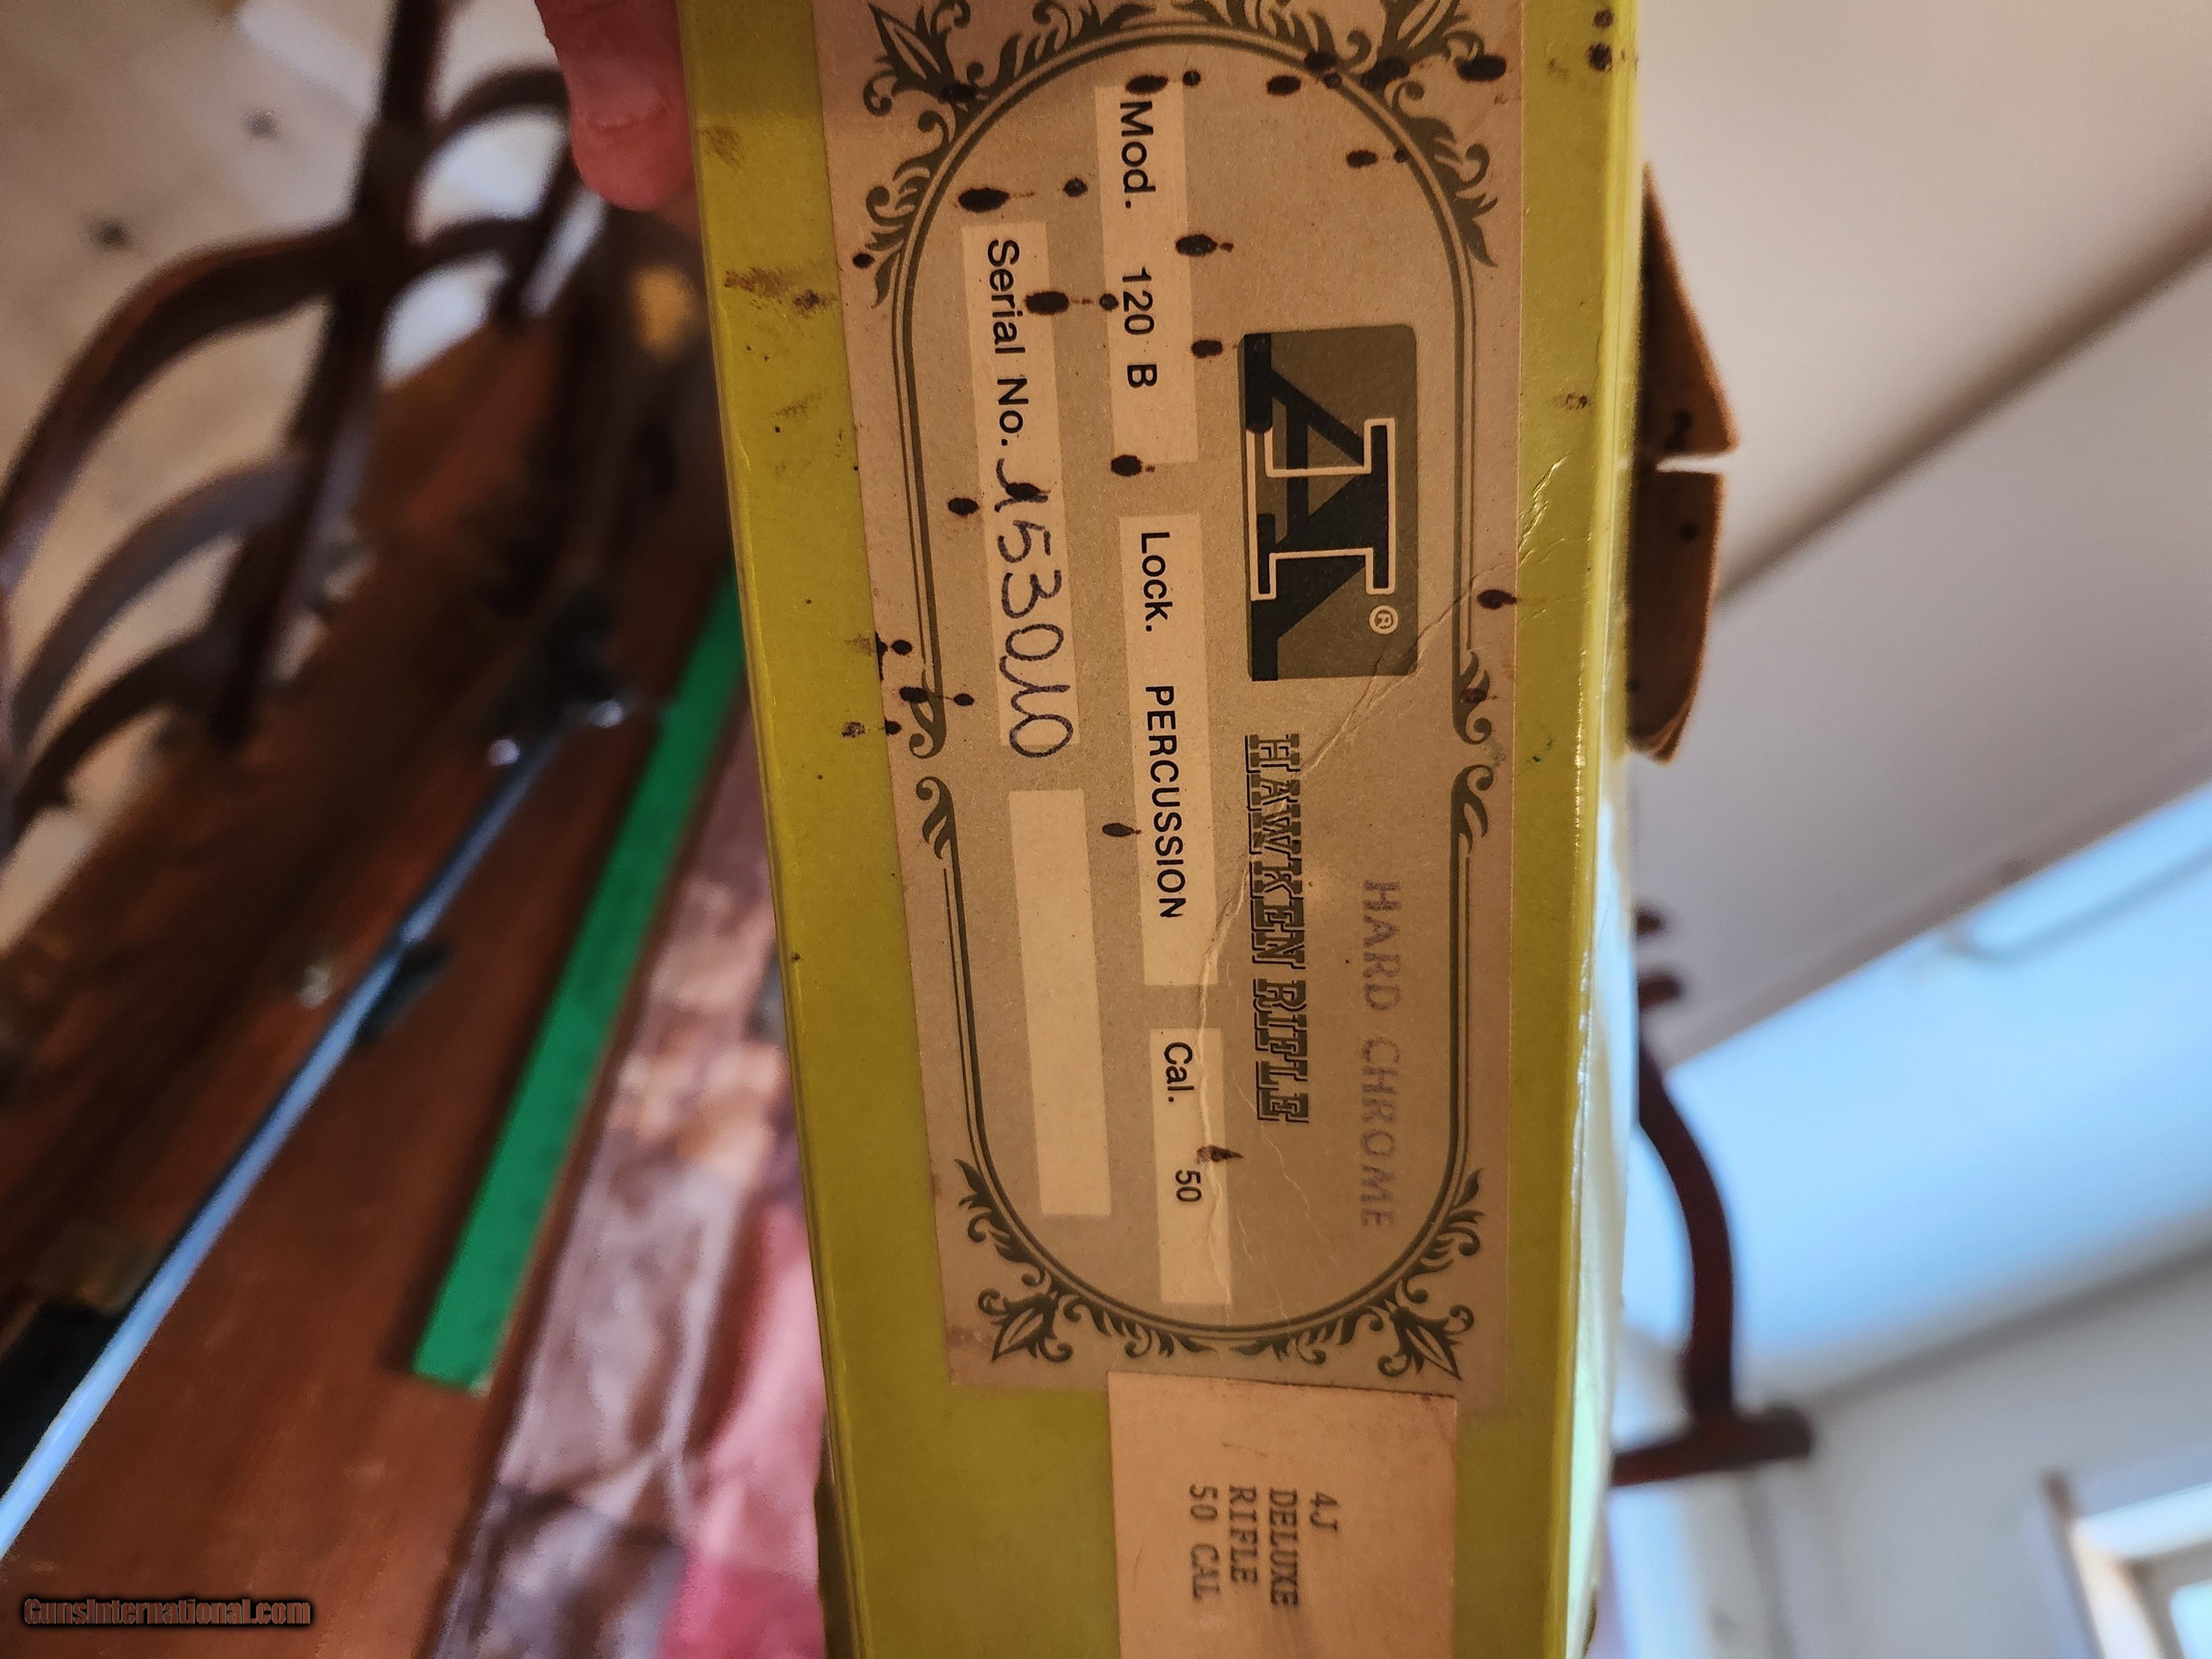 HARD CHROME
A
®
HAWKEN RIFLE
Mod. 120 B
Lock. PERCUSSION
Cal. 50
Serial No. 153010
4J
DELUXE
RIFLE
50 CAL
GunsInternational.com